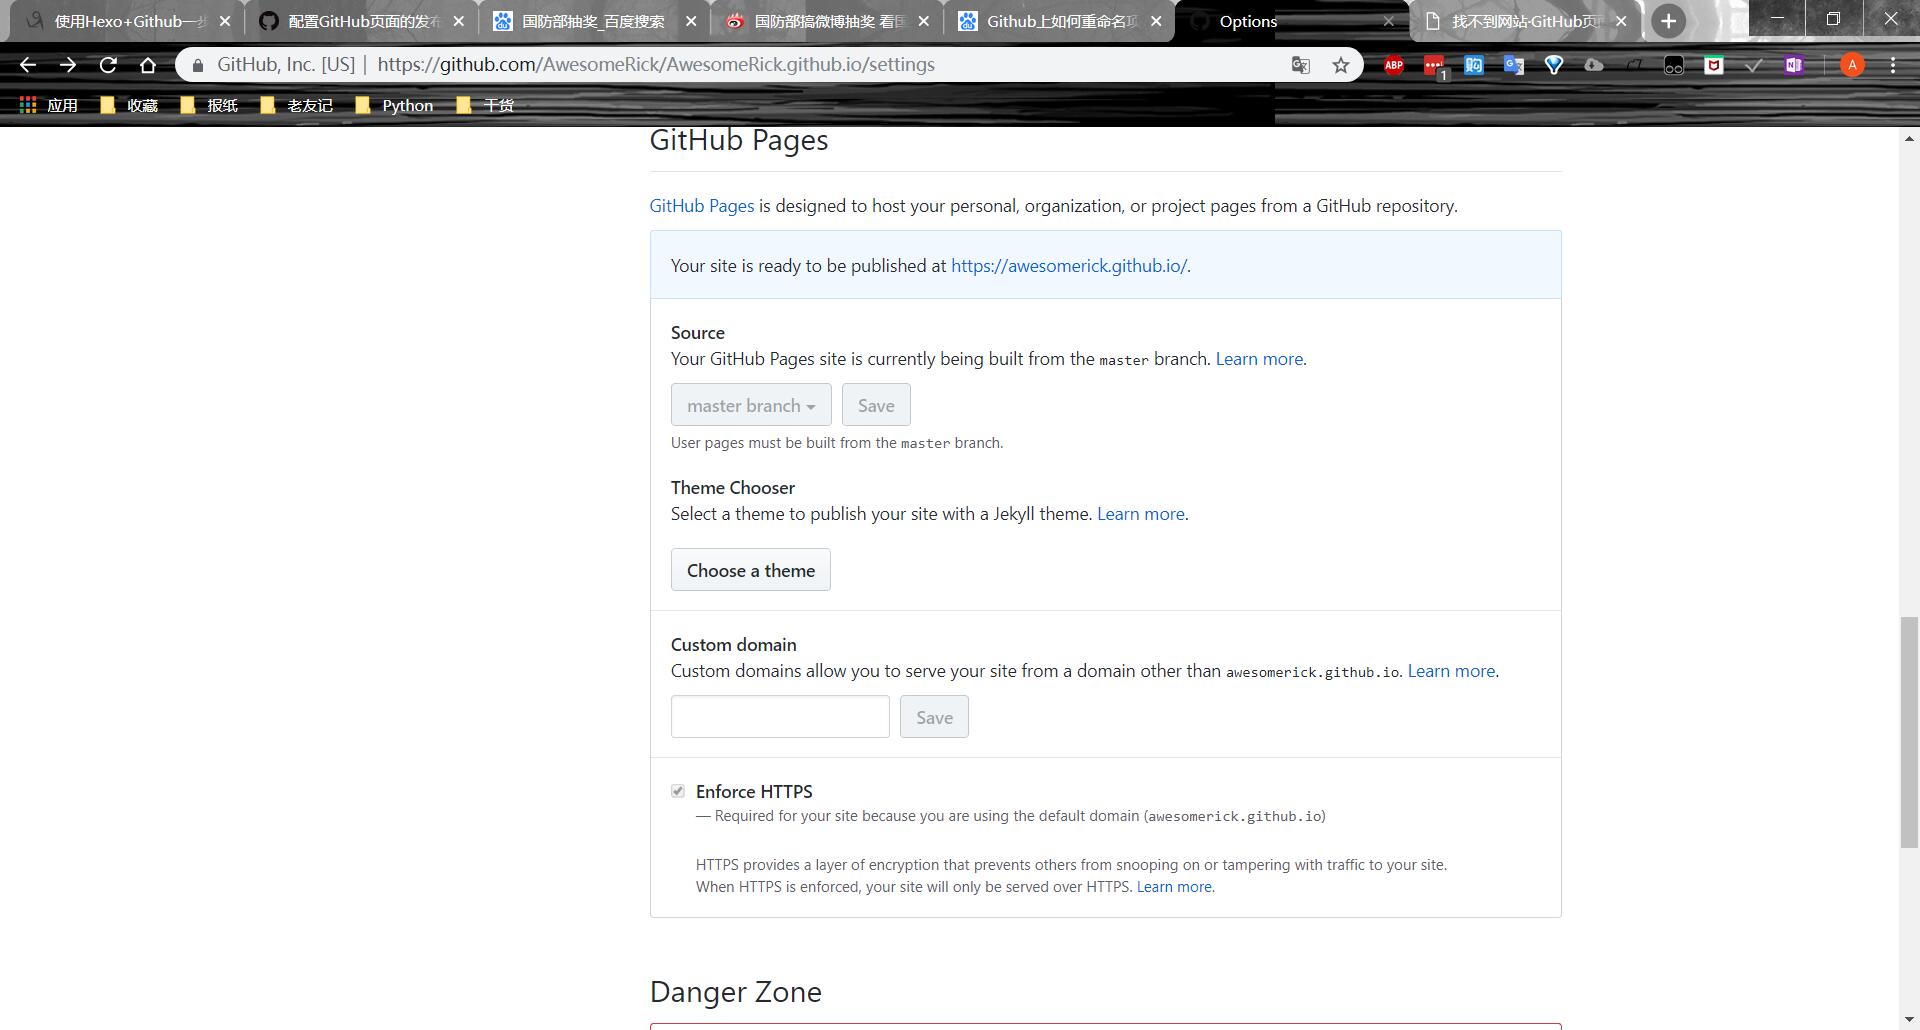 使用Hexo+Github一步
配置GitHub页面的发布
国防部抽奖_百度搜索
国防部搞微博抽奖 看
Github上如何重命名项
Options
找不到网站·GitHub页
GitHub, Inc. [US] | https://github.com/AwesomeRick/AwesomeRick.github.io/settings
ABP
1
A
应用
收藏
报纸
老友记
Python
干货
GitHub Pages
GitHub Pages is designed to host your personal, organization, or project pages from a GitHub repository.
Your site is ready to be published at https://awesomerick.github.io/.
Source
Your GitHub Pages site is currently being built from the master branch. Learn more.
master branch
Save
User pages must be built from the master branch.
Theme Chooser
Select a theme to publish your site with a Jekyll theme. Learn more.
Choose a theme
Custom domain
Custom domains allow you to serve your site from a domain other than awesomerick.github.io. Learn more.
Save
Enforce HTTPS
— Required for your site because you are using the default domain (awesomerick.github.io)
HTTPS provides a layer of encryption that prevents others from snooping on or tampering with traffic to your site.
When HTTPS is enforced, your site will only be served over HTTPS. Learn more.
Danger Zone